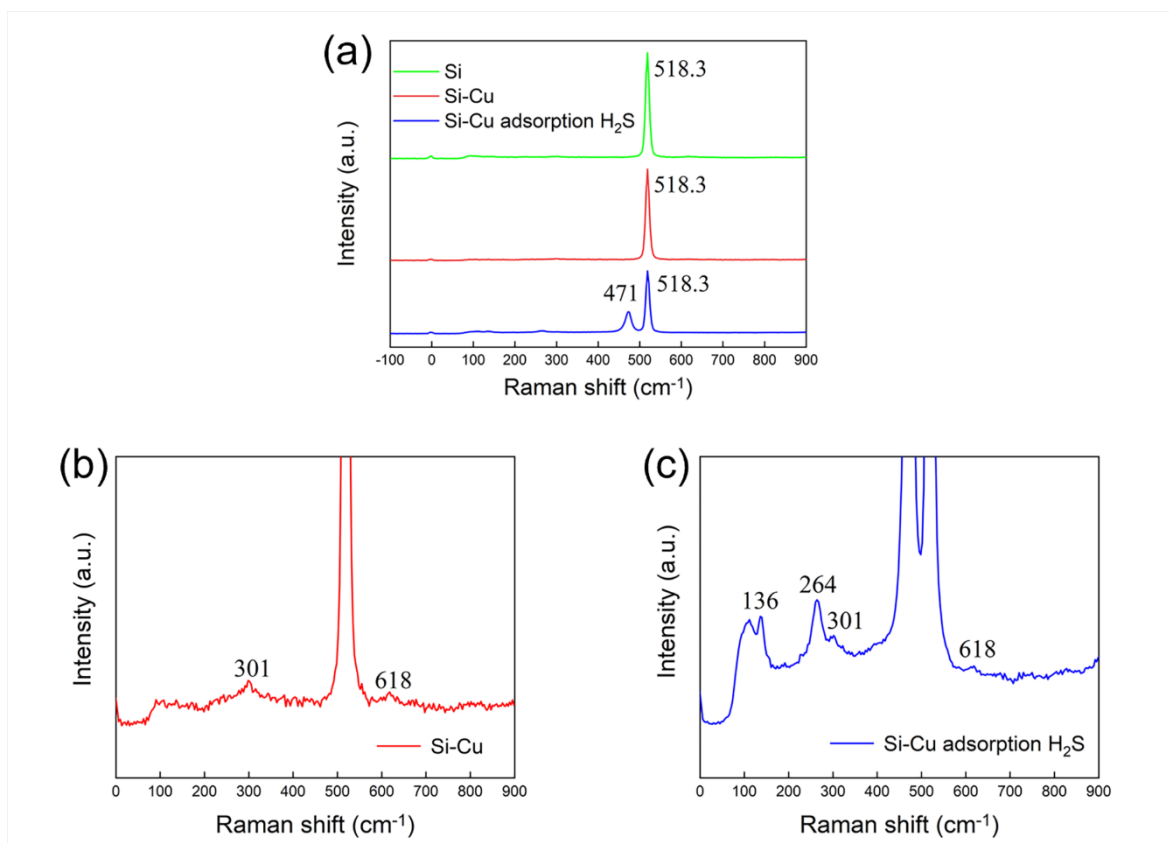 (a)
Si
Si-Cu
Si-Cu adsorption H₂S
518.3
518.3
471
518.3
Intensity (a.u.)
-100 0 100 200 300 400 500 600 700 800 900
Raman shift (cm⁻¹)
(b)
301
618
Si-Cu
Intensity (a.u.)
0 100 200 300 400 500 600 700 800 900
Raman shift (cm⁻¹)
(c)
136
264
301
618
Si-Cu adsorption H₂S
Intensity (a.u.)
0 100 200 300 400 500 600 700 800 900
Raman shift (cm⁻¹)